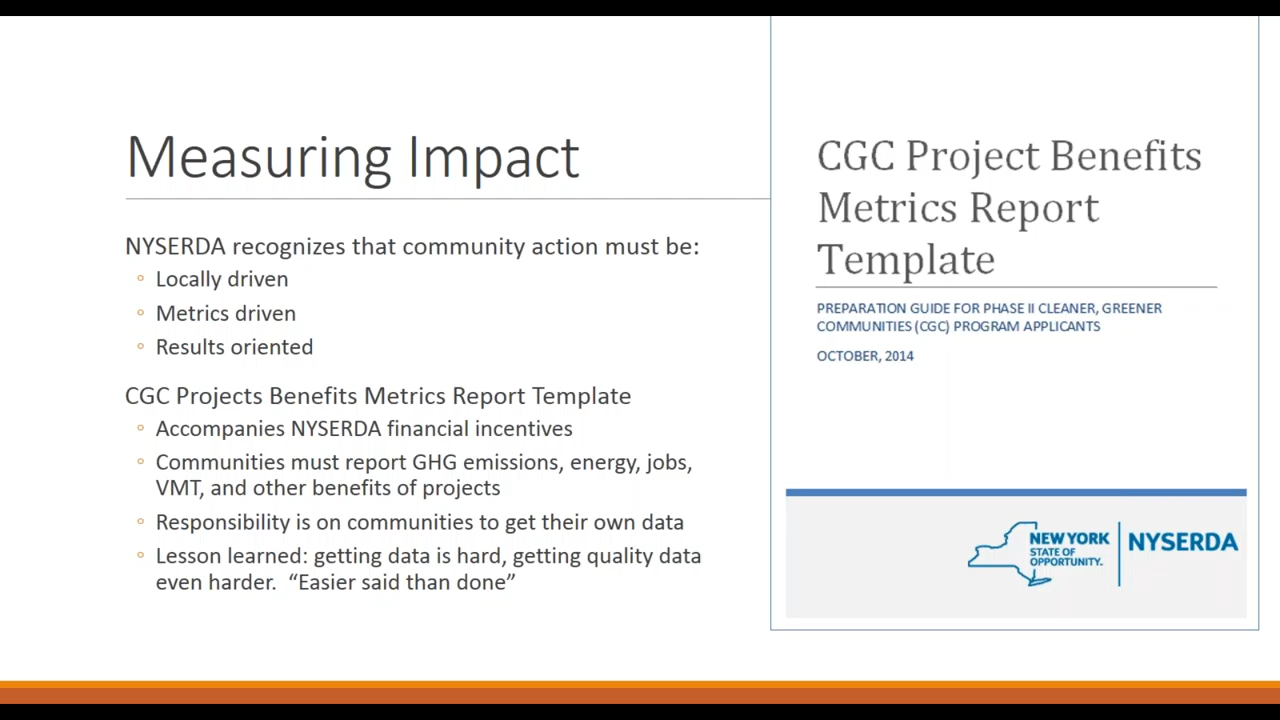 Measuring Impact
NYSERDA recognizes that community action must be:
Locally driven
Metrics driven
Results oriented
CGC Projects Benefits Metrics Report Template
Accompanies NYSERDA financial incentives
Communities must report GHG emissions, energy, jobs,
VMT, and other benefits of projects
Responsibility is on communities to get their own data
Lesson learned: getting data is hard, getting quality data
even harder.  “Easier said than done”
CGC Project Benefits
Metrics Report
Template
PREPARATION GUIDE FOR PHASE II CLEANER, GREENER
COMMUNITIES (CGC) PROGRAM APPLICANTS
OCTOBER, 2014
NEW YORK
STATE OF
OPPORTUNITY.
NYSERDA